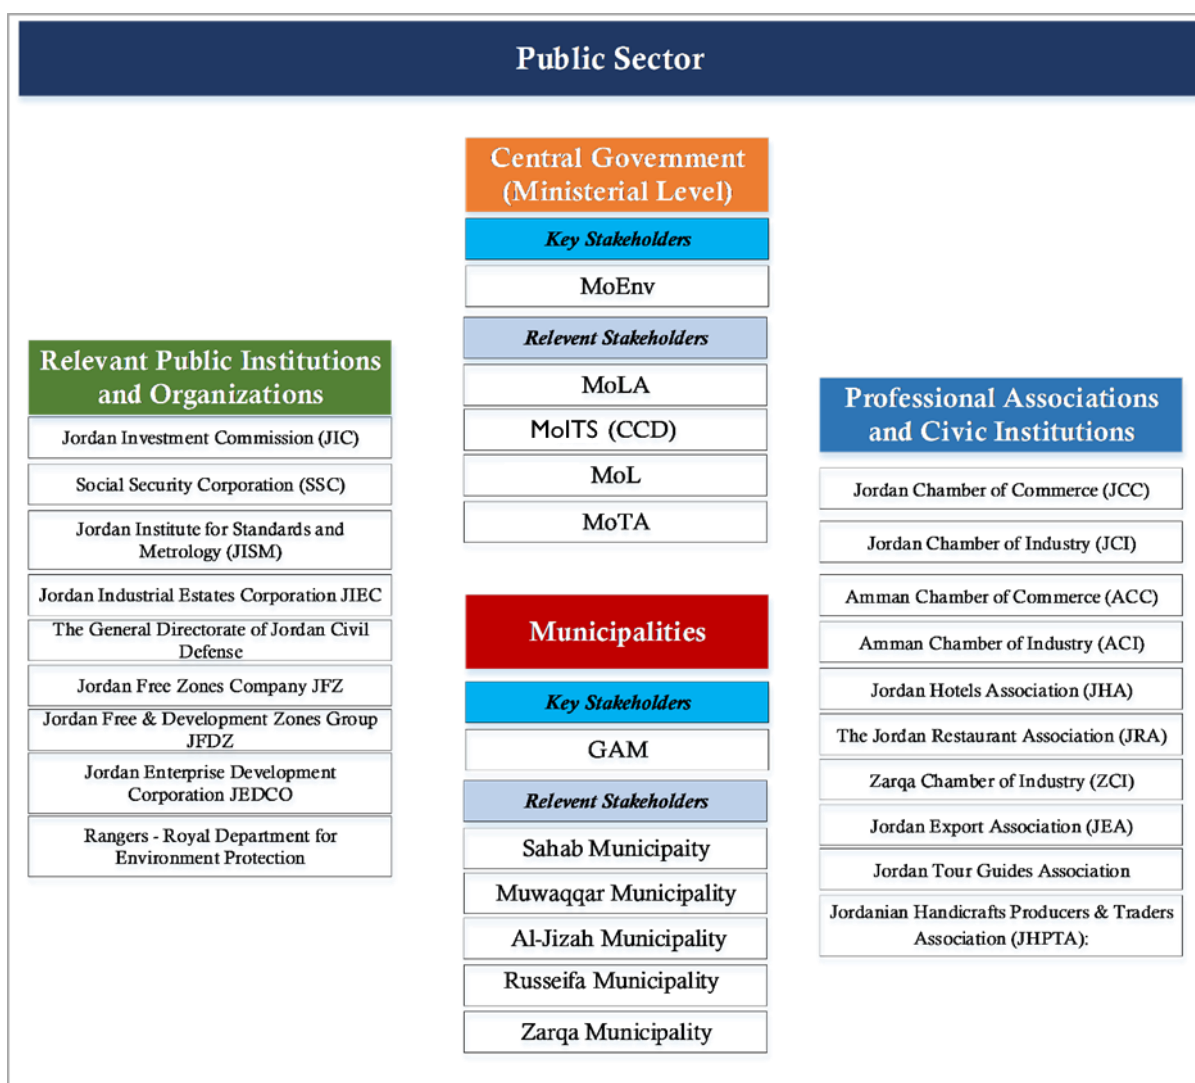 Public Sector
Central Government
(Ministerial Level)
Key Stakeholders
MoEnv
Relevent Stakeholders
MoLA
MoITS (CCD)
MoL
MoTA
Relevant Public Institutions
and Organizations
Jordan Investment Commission (JIC)
Social Security Corporation (SSC)
Jordan Institute for Standards and
Metrology (JISM)
Jordan Industrial Estates Corporation JIEC
The General Directorate of Jordan Civil
Defense
Jordan Free Zones Company JFZ
Jordan Free & Development Zones Group
JFDZ
Jordan Enterprise Development
Corporation JEDCO
Rangers - Royal Department for
Environment Protection
Municipalities
Key Stakeholders
GAM
Relevent Stakeholders
Sahab Municipaity
Muwaqqar Municipality
Al-Jizah Municipality
Russeifa Municipality
Zarqa Municipality
Professional Associations
and Civic Institutions
Jordan Chamber of Commerce (JCC)
Jordan Chamber of Industry (JCI)
Amman Chamber of Commerce (ACC)
Amman Chamber of Industry (ACI)
Jordan Hotels Association (JHA)
The Jordan Restaurant Association (JRA)
Zarqa Chamber of Industry (ZCI)
Jordan Export Association (JEA)
Jordan Tour Guides Association
Jordanian Handicrafts Producers & Traders
Association (JHPTA):